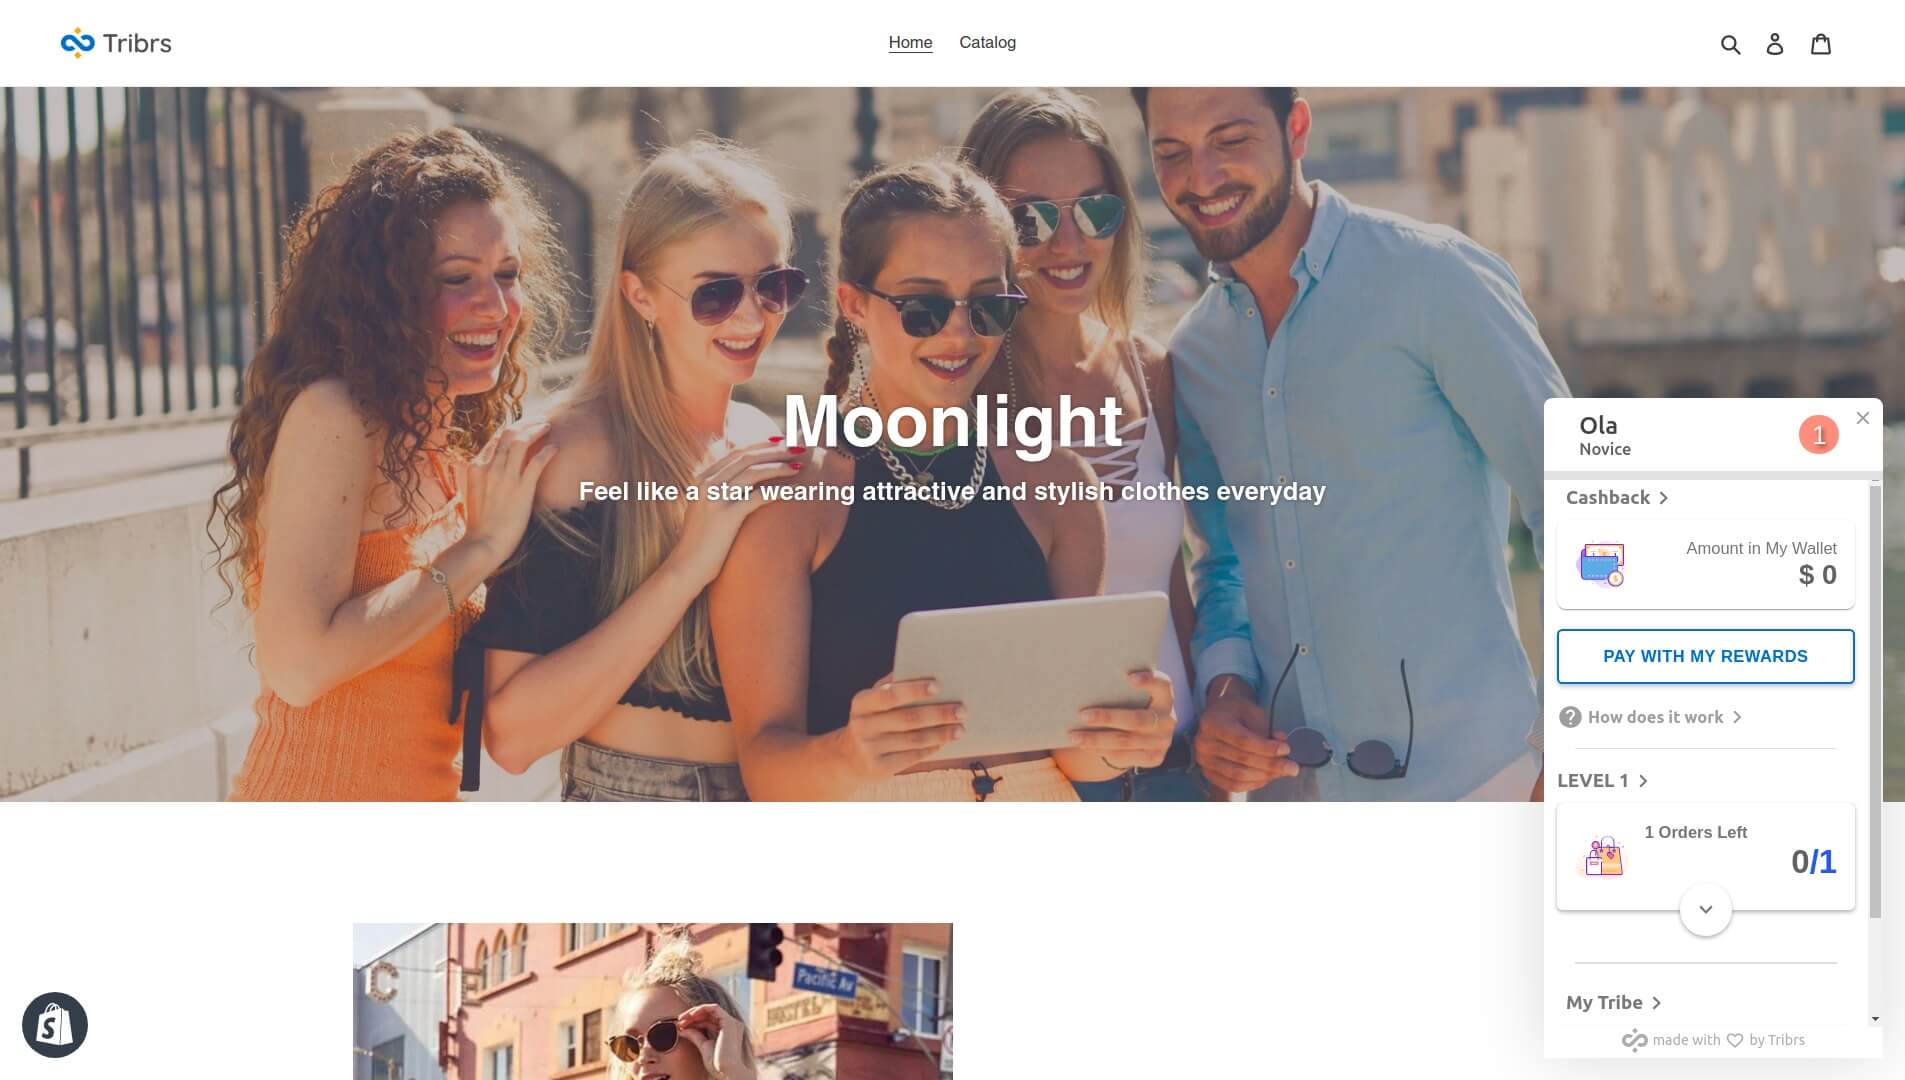 Tribrs
Home
Catalog
Moonlight
Feel like a star wearing attractive and stylish clothes everyday
Ola
Novice
1
Cashback
Amount in My Wallet
$ 0
PAY WITH MY REWARDS
How does it work
LEVEL 1
1 Orders Left
0/1
My Tribe
made with by Tribrs
C E
Pacific Av